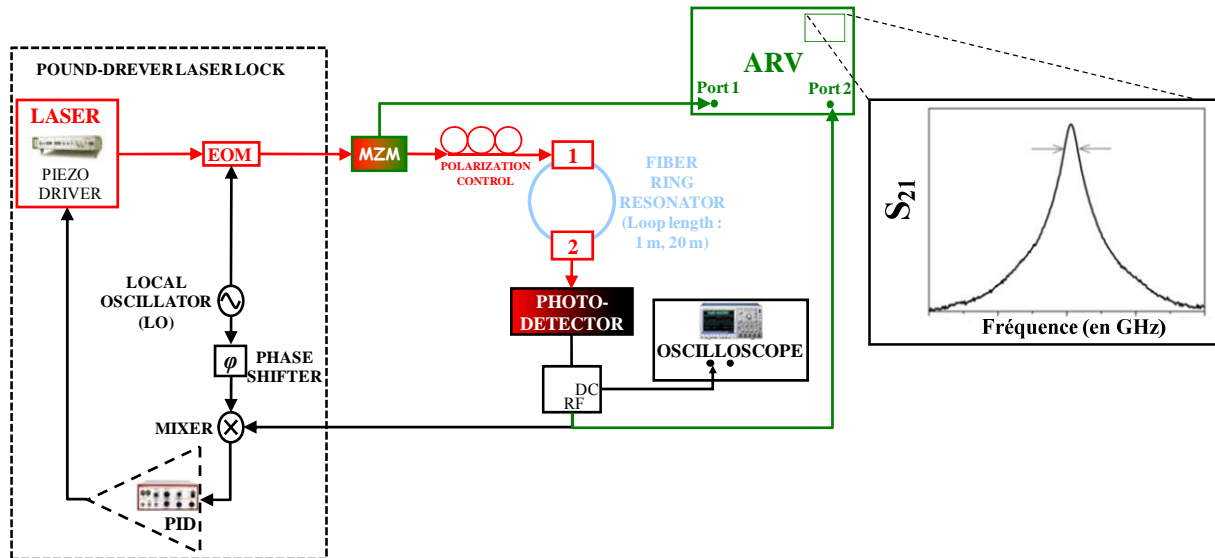 POUND-DREVER LASER LOCK
LASER
PIEZO
DRIVER
EOM
MZM
POLARIZATION
CONTROL
ARV
Port 1
Port 2
1
2
FIBER
RING
RESONATOR
(Loop length :
1 m, 20 m)
S21
Fréquence (en GHz)
LOCAL
OSCILLATOR
(LO)
φ
PHASE
SHIFTER
MIXER
PID
PHOTO-
DETECTOR
DC
RF
OSCILLOSCOPE